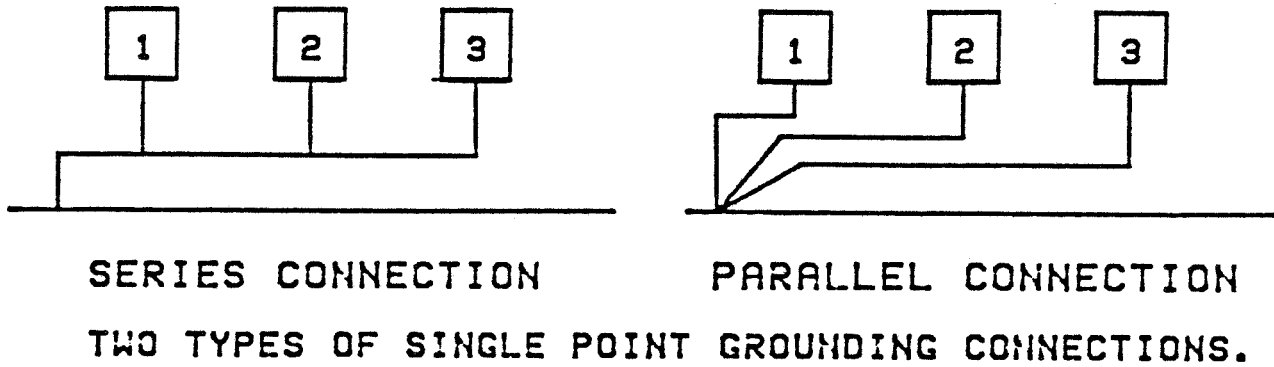 1 2 3 1 2 3
SERIES CONNECTION PARALLEL CONNECTION
TWO TYPES OF SINGLE POINT GROUNDING CONNECTIONS.